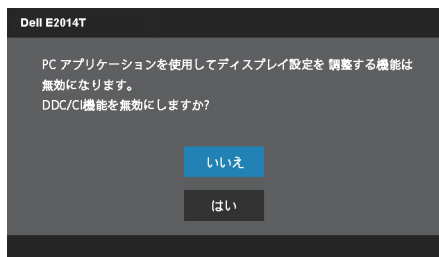 Dell E2014T
PC アプリケーションを使用してディスプレイ設定を 調整する機能は
無効になります。
DDC/CI機能を無効にしますか?
いいえ
はい